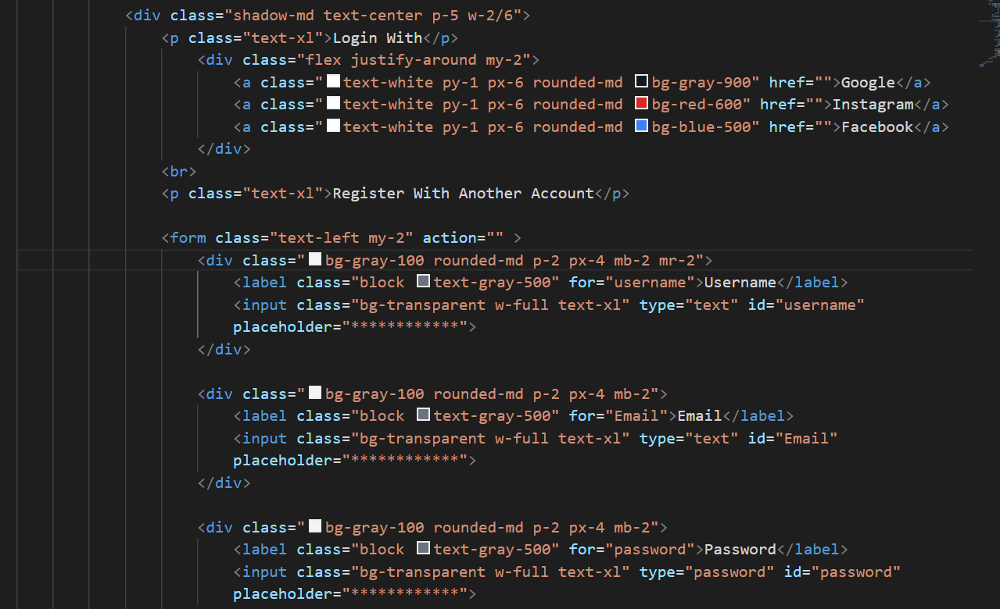 <div class="shadow-md text-center p-5 w-2/6">
<p class="text-xl">Login With</p>
<div class="flex justify-around my-2">
<a class="text-white py-1 px-6 rounded-md bg-gray-900" href="">Google</a>
<a class="text-white py-1 px-6 rounded-md bg-red-600" href="">Instagram</a>
<a class="text-white py-1 px-6 rounded-md bg-blue-500" href="">Facebook</a>
</div>
<br>
<p class="text-xl">Register With Another Account</p>
<form class="text-left my-2" action="" >
<div class="bg-gray-100 rounded-md p-2 px-4 mb-2 mr-2">
<label class="block text-gray-500" for="username">Username</label>
<input class="bg-transparent w-full text-xl" type="text" id="username"
placeholder="************">
</div>
<div class="bg-gray-100 rounded-md p-2 px-4 mb-2">
<label class="block text-gray-500" for="Email">Email</label>
<input class="bg-transparent w-full text-xl" type="text" id="Email"
placeholder="************">
</div>
<div class="bg-gray-100 rounded-md p-2 px-4 mb-2">
<label class="block text-gray-500" for="password">Password</label>
<input class="bg-transparent w-full text-xl" type="password" id="password"
placeholder="************">